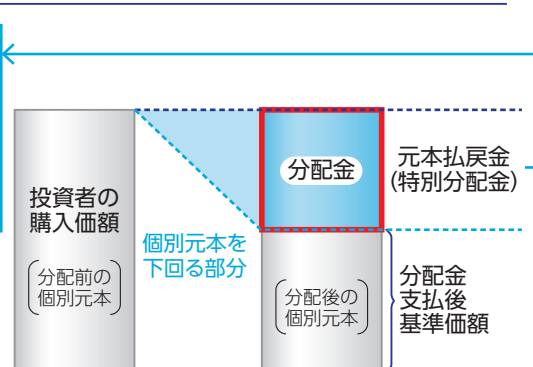 投資者の
購入価額
分配前の
個別元本
個別元本を
下回る部分
分配金
分配後の
個別元本
元本払戻金
(特別分配金)
分配金
支払後
基準価額